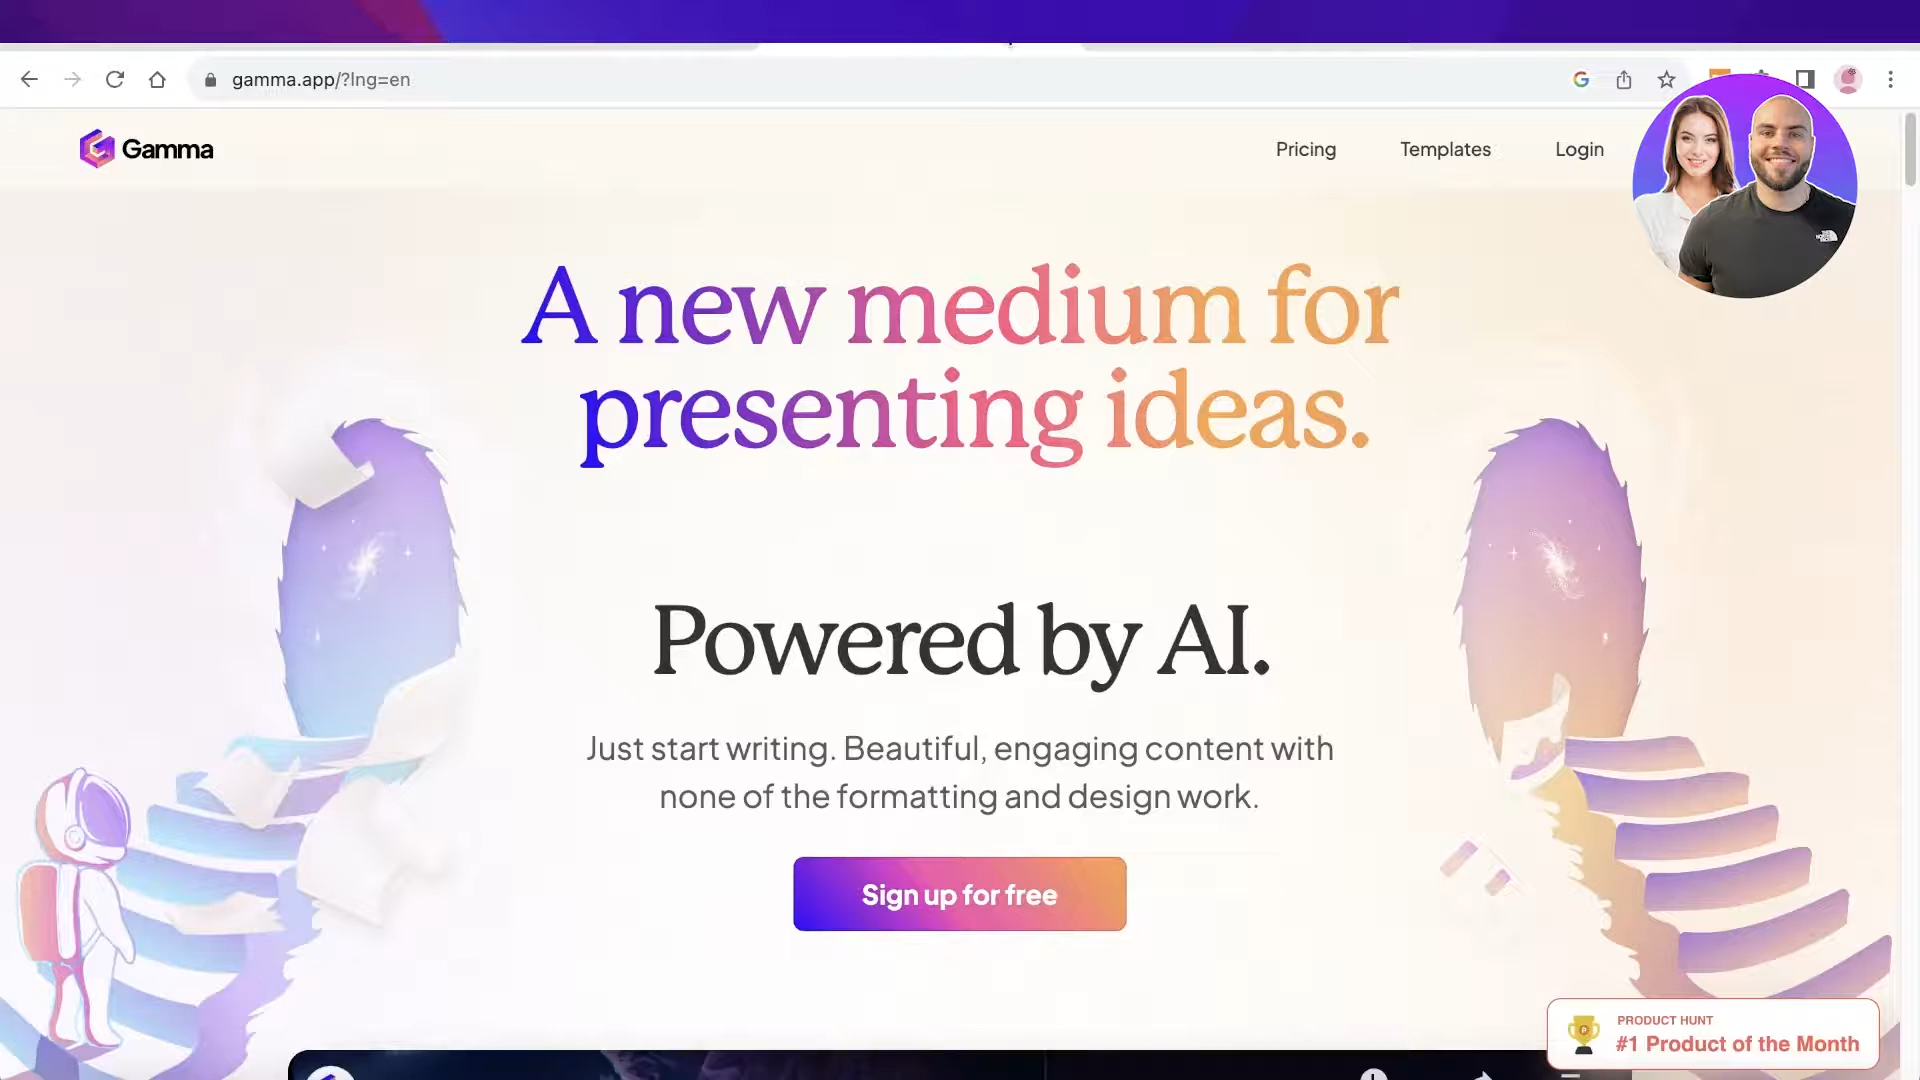 gamma.app/?lng=en
Gamma
Pricing
Templates
Login
A new medium for
presenting ideas.
Powered by AI.
Just start writing. Beautiful, engaging content with
none of the formatting and design work.
Sign up for free
PRODUCT HUNT
#1 Product of the Month